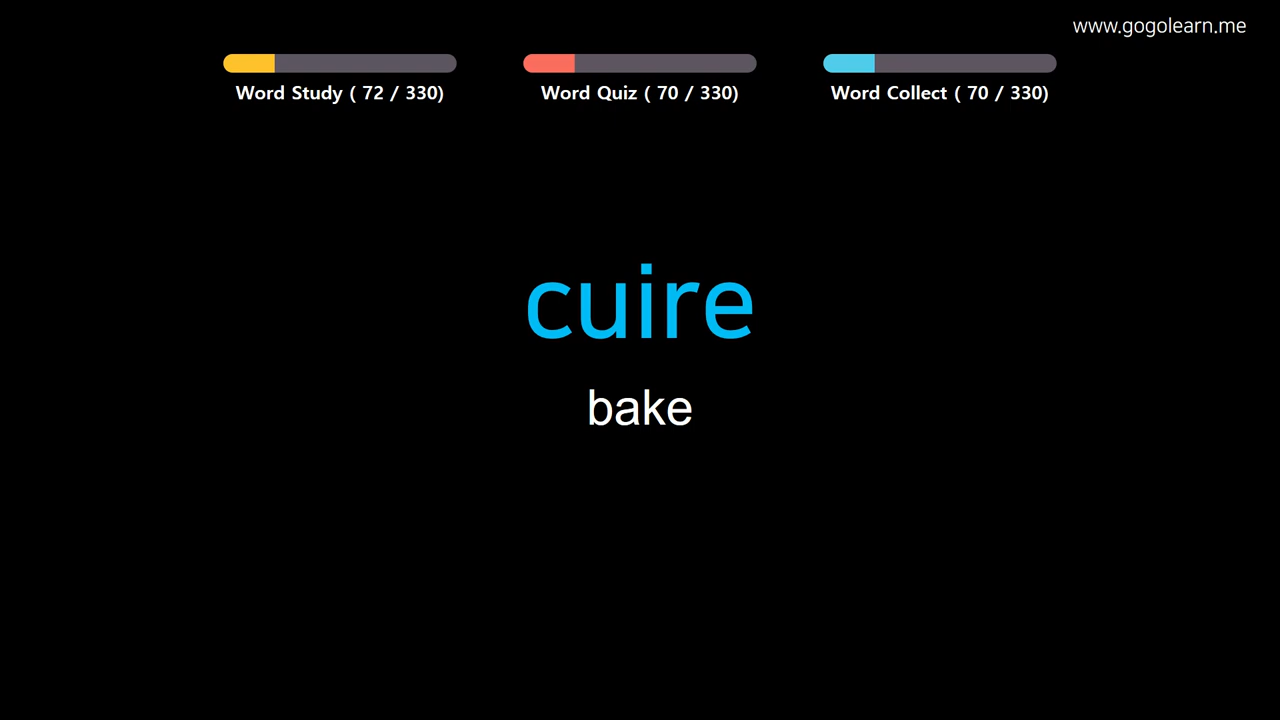 www.gogolearn.me
Word Study ( 72 / 330)
Word Quiz ( 70 / 330)
Word Collect ( 70 / 330)
cuire
bake